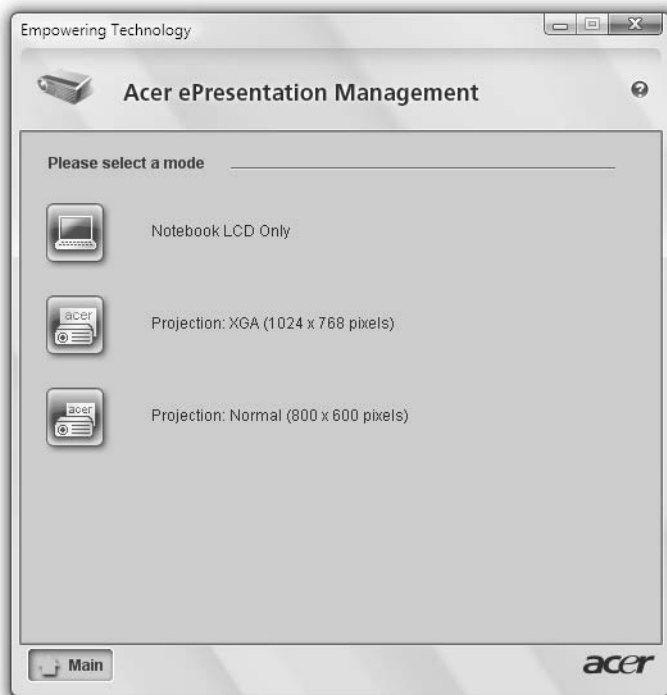 Empowering Technology
Acer ePresentation Management
Please select a mode
Notebook LCD Only
acer
Projection: XGA (1024 x 768 pixels)
acer
Projection: Normal (800 x 600 pixels)
Main
acer